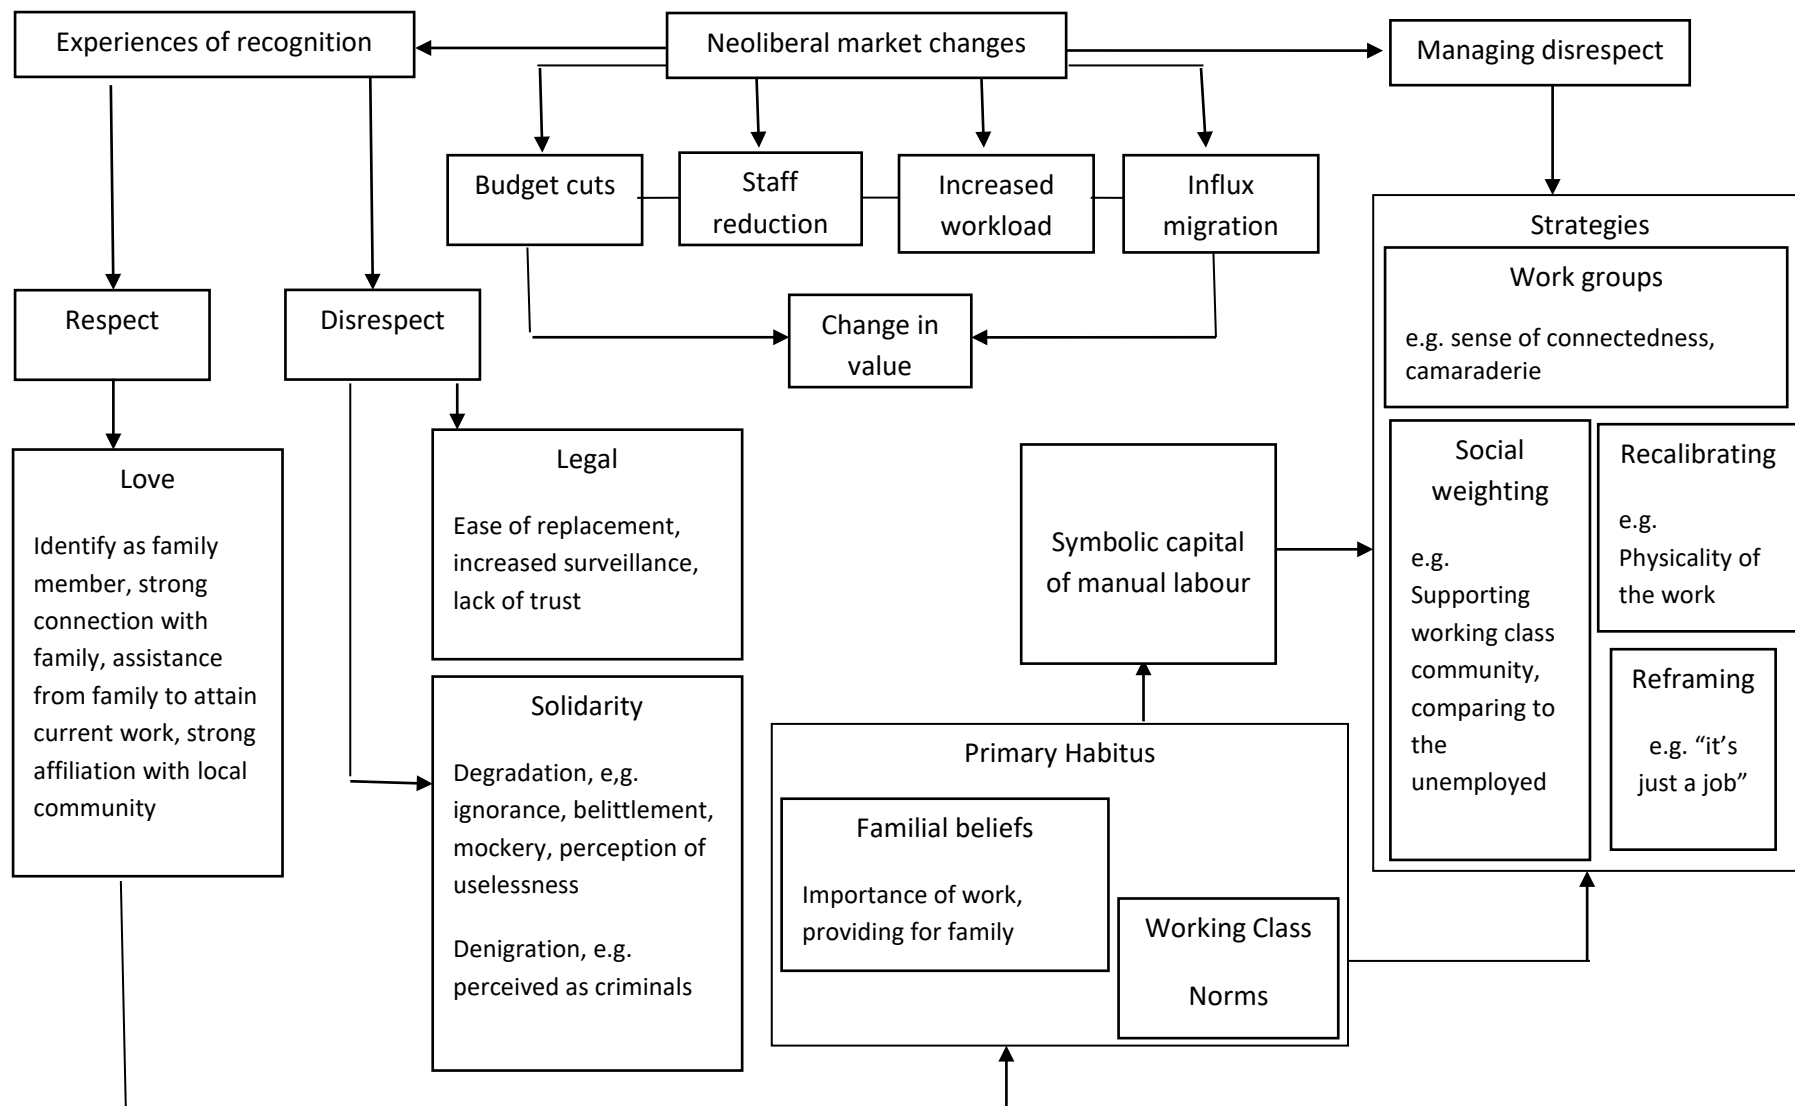 Experiences of recognition
Neoliberal market changes
Managing disrespect
Budget cuts
Staff
reduction
Increased
workload
Influx
migration
Change in
value
Respect
Disrespect
Love
Identify as family
member, strong
connection with
family, assistance
from family to attain
current work, strong
affiliation with local
community
Legal
Ease of replacement,
increased surveillance,
lack of trust
Solidarity
Degradation, e,g.
ignorance, belittlement,
mockery, perception of
uselessness
Denigration, e.g.
perceived as criminals
Symbolic capital
of manual labour
Primary Habitus
Familial beliefs
Importance of work,
providing for family
Working Class
Norms
Strategies
Work groups
e.g. sense of connectedness,
camaraderie
Social
weighting
e.g.
Supporting
working class
community,
comparing to
the
unemployed
Recalibrating
e.g.
Physicality of
the work
Reframing
e.g. “it’s
just a job”